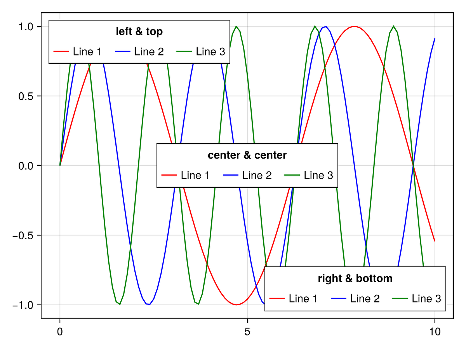 1.0
0.5
0.0
−0.5
−1.0
left & top
Line 1 Line 2 Line 3
center & center
Line 1 Line 2 Line 3
right & bottom
Line 1 Line 2 Line 3
0 5 10